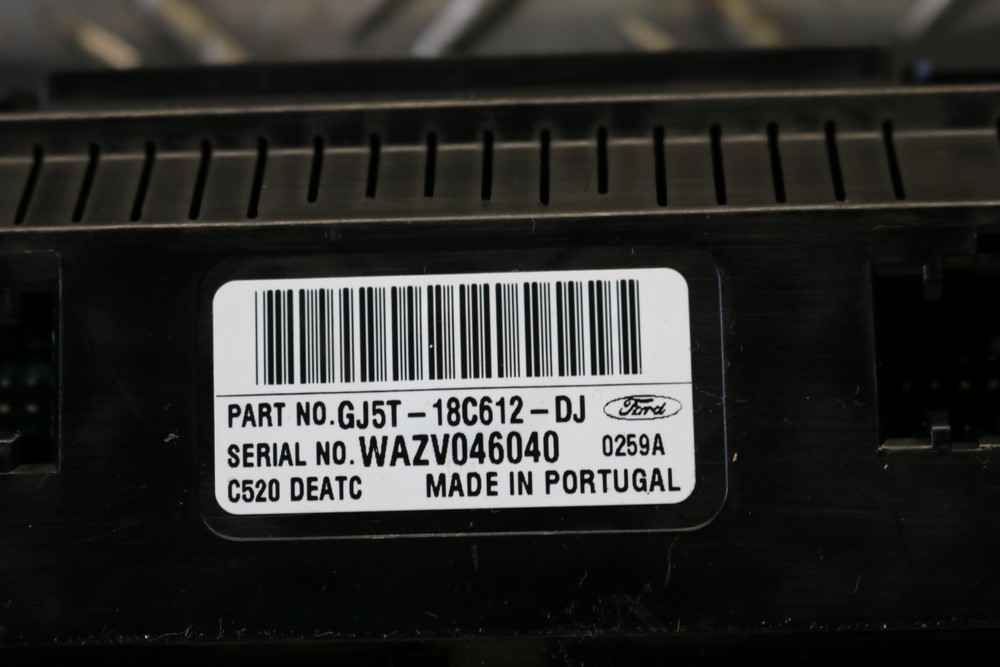 PART NO. GJ5T-18C612-DJ Ford
SERIAL NO. WAZV046040 0259A
C520 DEATC MADE IN PORTUGAL